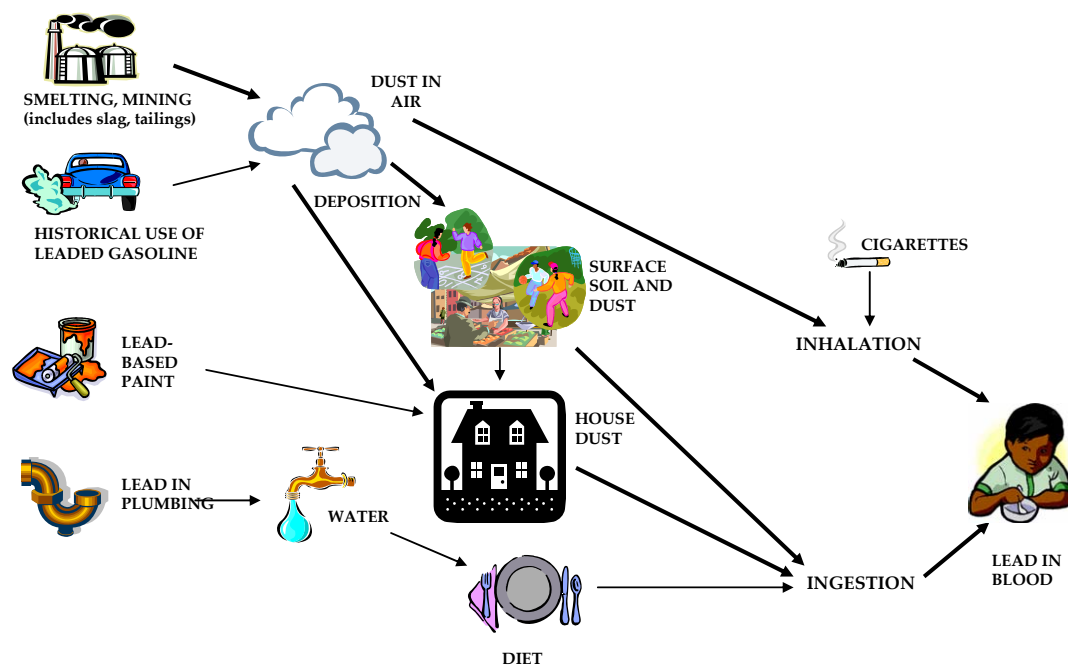 SMELTING, MINING
(includes slag, tailings)
DUST IN
AIR
HISTORICAL USE OF
LEADED GASOLINE
DEPOSITION
SURFACE
SOIL AND
DUST
CIGARETTES
INHALATION
LEAD-
BASED
PAINT
HOUSE
DUST
LEAD IN
PLUMBING
WATER
DIET
INGESTION
LEAD IN
BLOOD